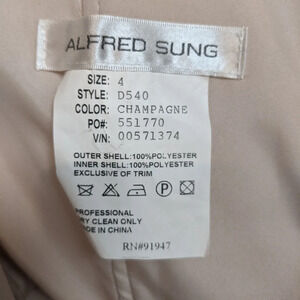 ALFRED SUNG
SIZE: 4
STYLE: D540
COLOR: CHAMPAGNE
PO#: 551770
V/N: 00571374
OUTER SHELL:100%POLYESTER
INNER SHELL:100%POLYESTER
EXCLUSIVE OF TRIM
PROFESSIONAL
DRY CLEAN ONLY
MADE IN CHINA
RN#91947